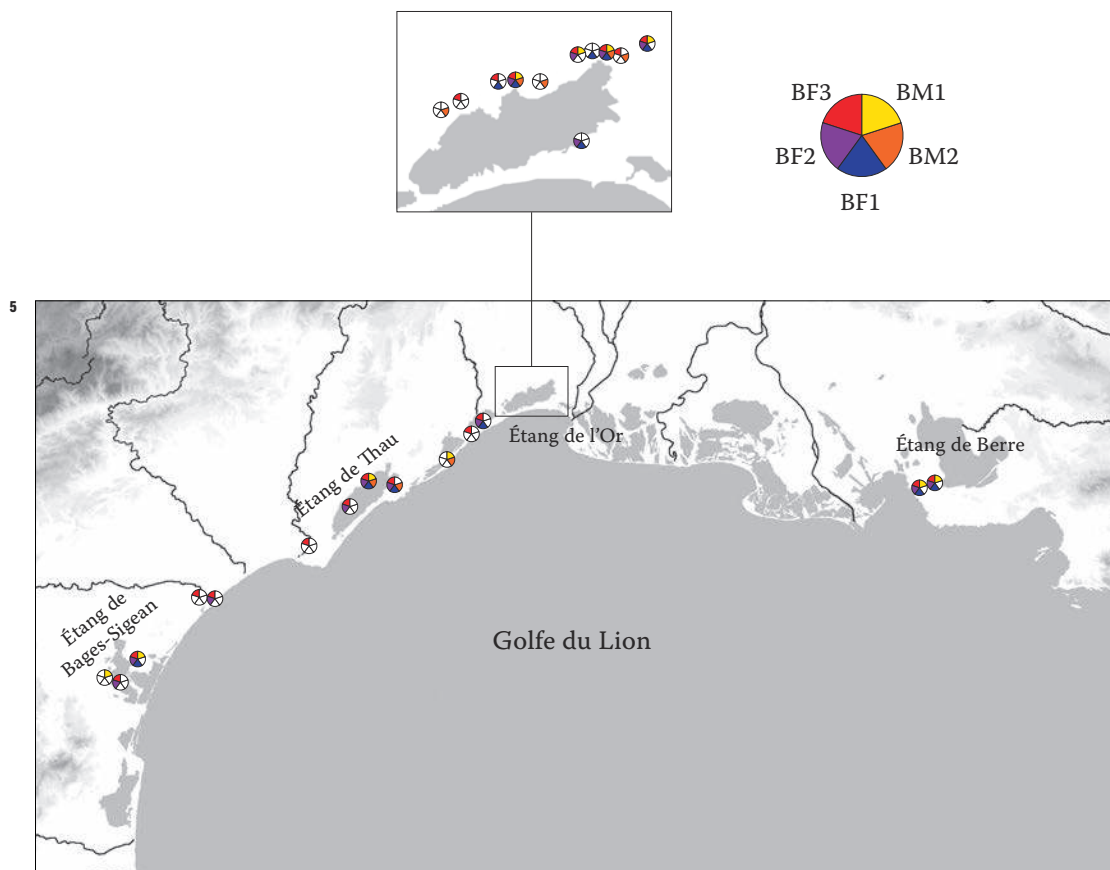 BF3 BM1
BF2 BM2
BF1
5
Étang de l'Or
Étang de Thau
Étang de Berre
Étang de
Bages-Sigean
Golfe du Lion